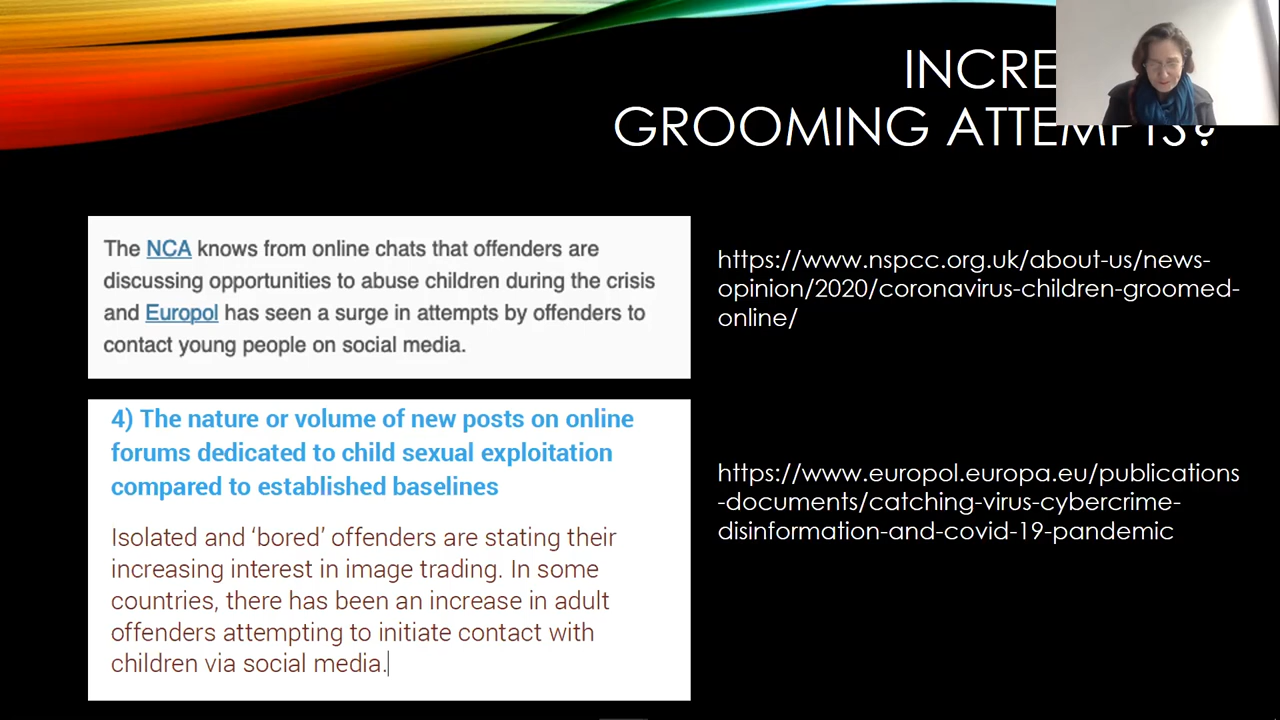 INCRE
GROOMING ATTEMPTS?
The NCA knows from online chats that offenders are
discussing opportunities to abuse children during the crisis
and Europol has seen a surge in attempts by offenders to
contact young people on social media.
https://www.nspcc.org.uk/about-us/news-
opinion/2020/coronavirus-children-groomed-
online/
4) The nature or volume of new posts on online
forums dedicated to child sexual exploitation
compared to established baselines
Isolated and ‘bored’ offenders are stating their
increasing interest in image trading. In some
countries, there has been an increase in adult
offenders attempting to initiate contact with
children via social media.
https://www.europol.europa.eu/publications
-documents/catching-virus-cybercrime-
disinformation-and-covid-19-pandemic